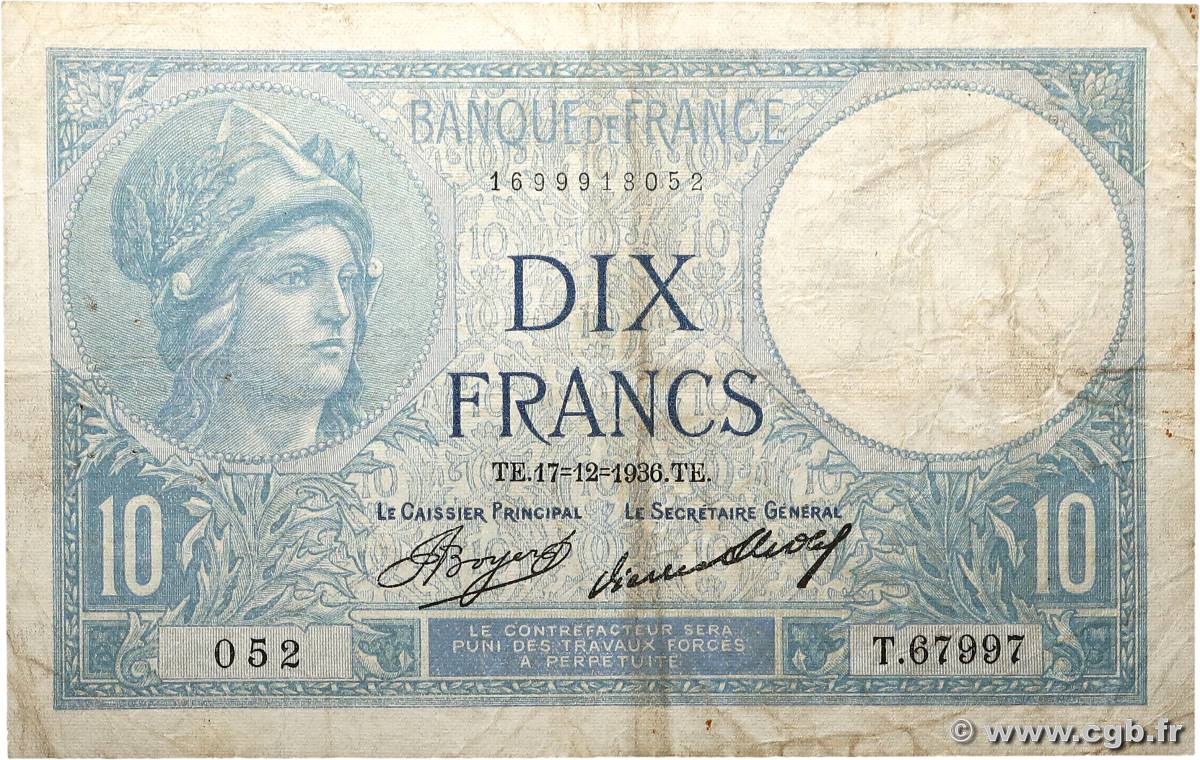 BANQUE DE FRANCE
1699918052
DIX
FRANCS
TE.17=12=1936.TE.
LE CAISSIER PRINCIPAL LE SECRÉTAIRE GÉNÉRAL
JBoyer
10 10
052 T.67997
LE CONTREFACTEUR SERA
PUNI DES TRAVAUX FORCÉS
A PERPÉTUITÉ
© www.cgb.fr